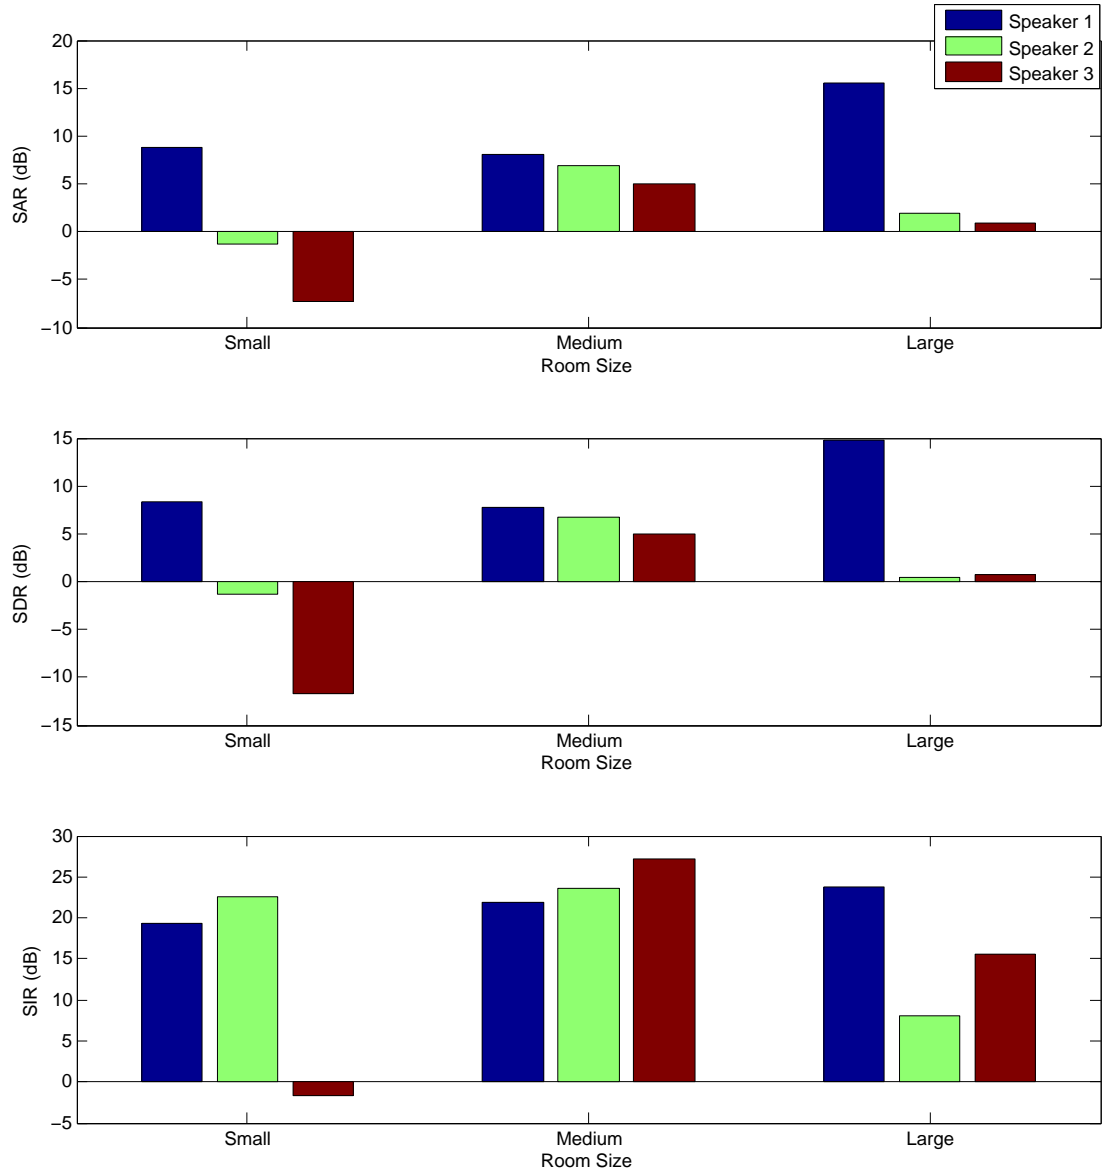 Speaker 1
Speaker 2
Speaker 3
SAR (dB)
20
15
10
5
0
−5
−10
Small
Medium
Large
Room Size
SDR (dB)
15
10
5
0
−5
−10
−15
Small
Medium
Large
Room Size
SIR (dB)
30
25
20
15
10
5
0
−5
Small
Medium
Large
Room Size